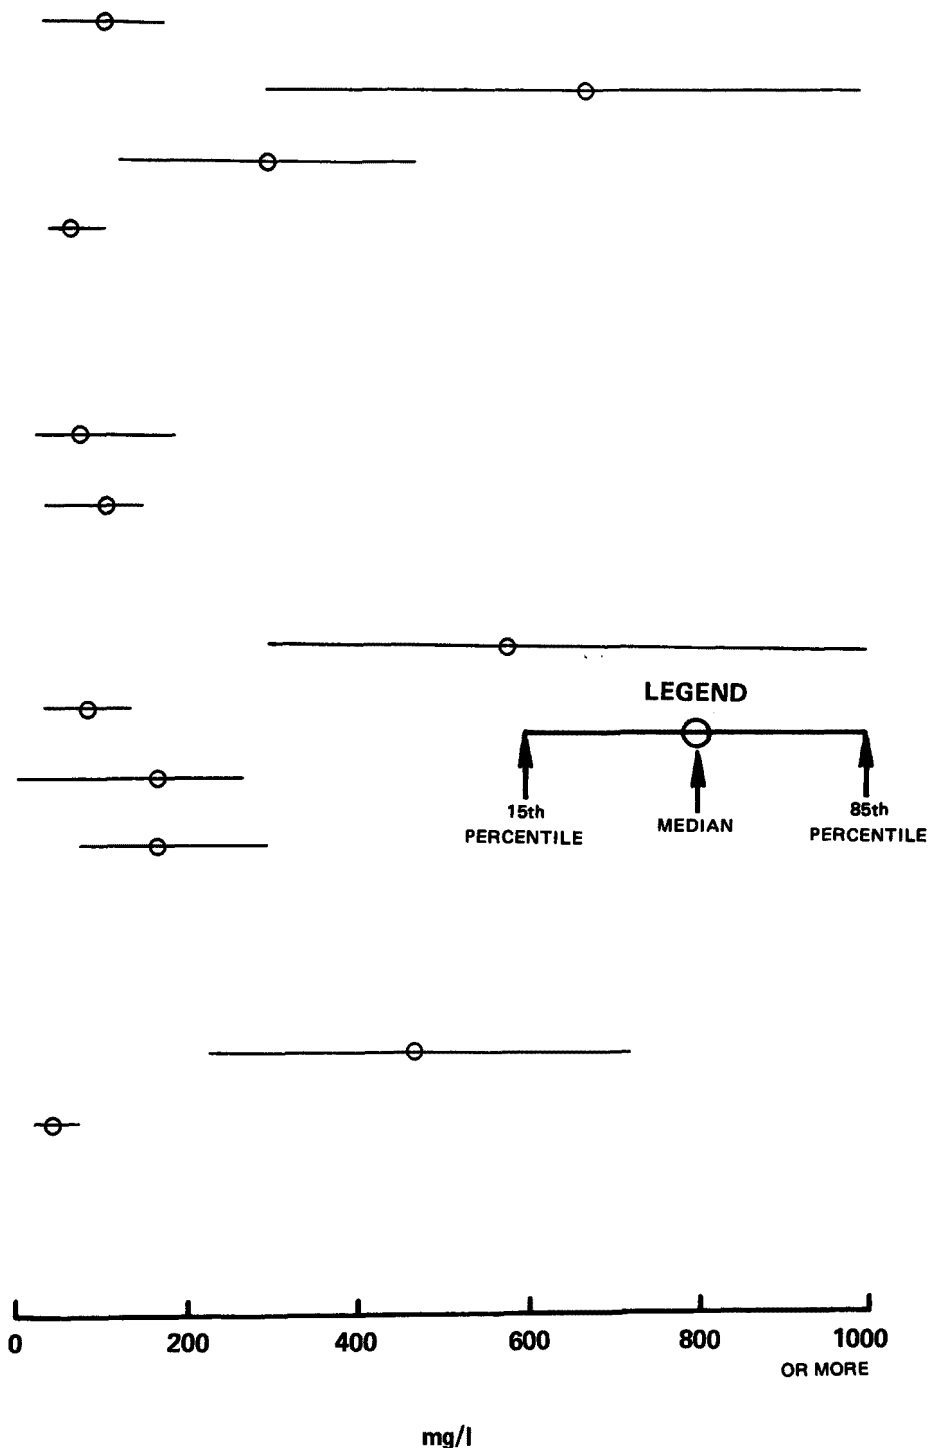 LEGEND
15th
PERCENTILE
MEDIAN
85th
PERCENTILE
0 200 400 600 800 1000
OR MORE
mg/l